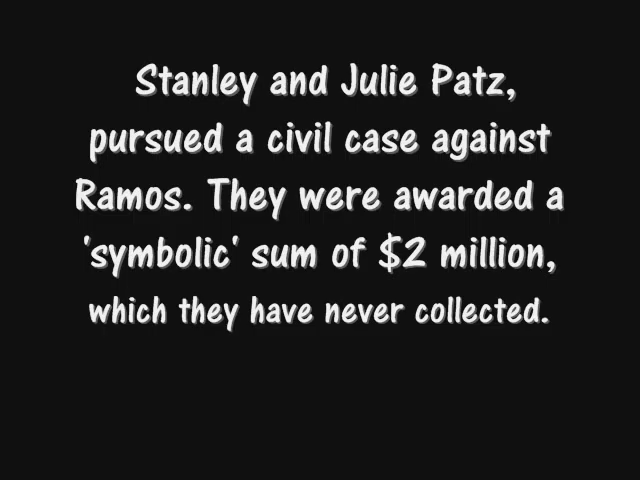 Stanley and Julie Patz,
pursued a civil case against
Ramos. They were awarded a
'symbolic' sum of $2 million,
which they have never collected.